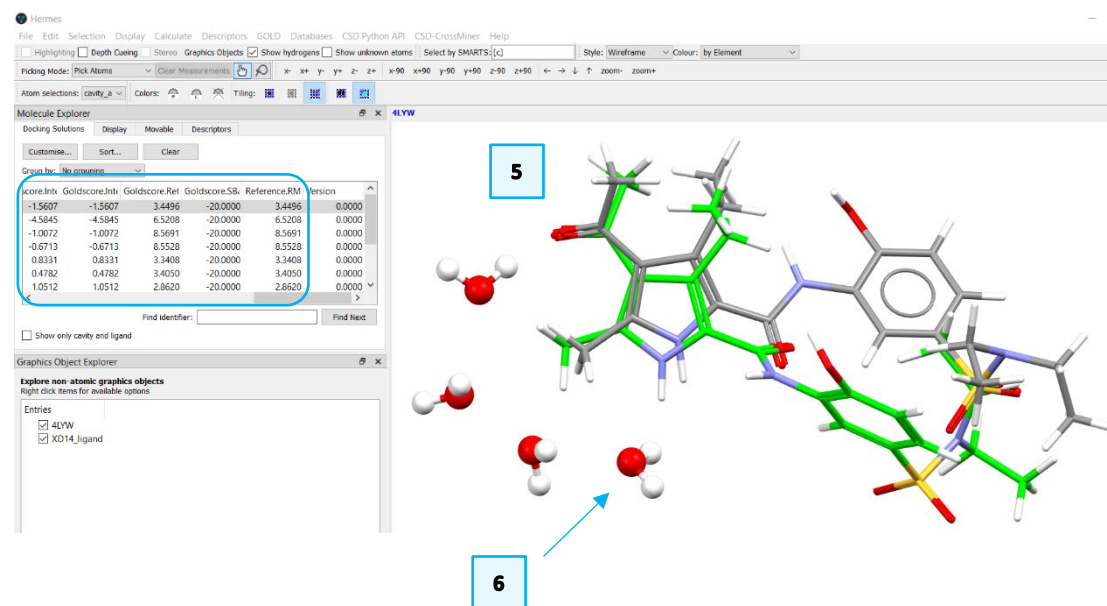 Hermes
File Edit Selection Display Calculate Descriptors GOLD Databases CSD Python API CSD-CrossMiner Help
Highlighting Depth Cueing Stereo Graphics Objects Show hydrogens Show unknown atoms Select by SMARTS: [c] Style: Wireframe Colour: by Element
Picking Mode: Pick Atoms Clear Measurements x- x+ y- y+ z- z+ x-90 x+90 y-90 y+90 z-90 z+90 ← → ↓ ↑ zoom- zoom+
Atom selections: cavity_a Colors: Tiling:
Molecule Explorer
4LYW
Docking Solutions Display Movable Descriptors
Customise... Sort... Clear
Group by: No grouping
score.Inte Goldscore.Inte Goldscore.Ref Goldscore.SBa Reference.RM Version
-1.5607 -1.5607 3.4496 -20.0000 3.4496 0.0000
-4.5845 -4.5845 6.5208 -20.0000 6.5208 0.0000
-1.0072 -1.0072 8.5691 -20.0000 8.5691 0.0000
-0.6713 -0.6713 8.5528 -20.0000 8.5528 0.0000
0.8331 0.8331 3.3408 -20.0000 3.3408 0.0000
0.4782 0.4782 3.4050 -20.0000 3.4050 0.0000
1.0512 1.0512 2.8620 -20.0000 2.8620 0.0000
Find identifier: Find Next
Show only cavity and ligand
Graphics Object Explorer
Explore non-atomic graphics objects
Right click items for available options
Entries
4LYW
XD14_ligand
5
6